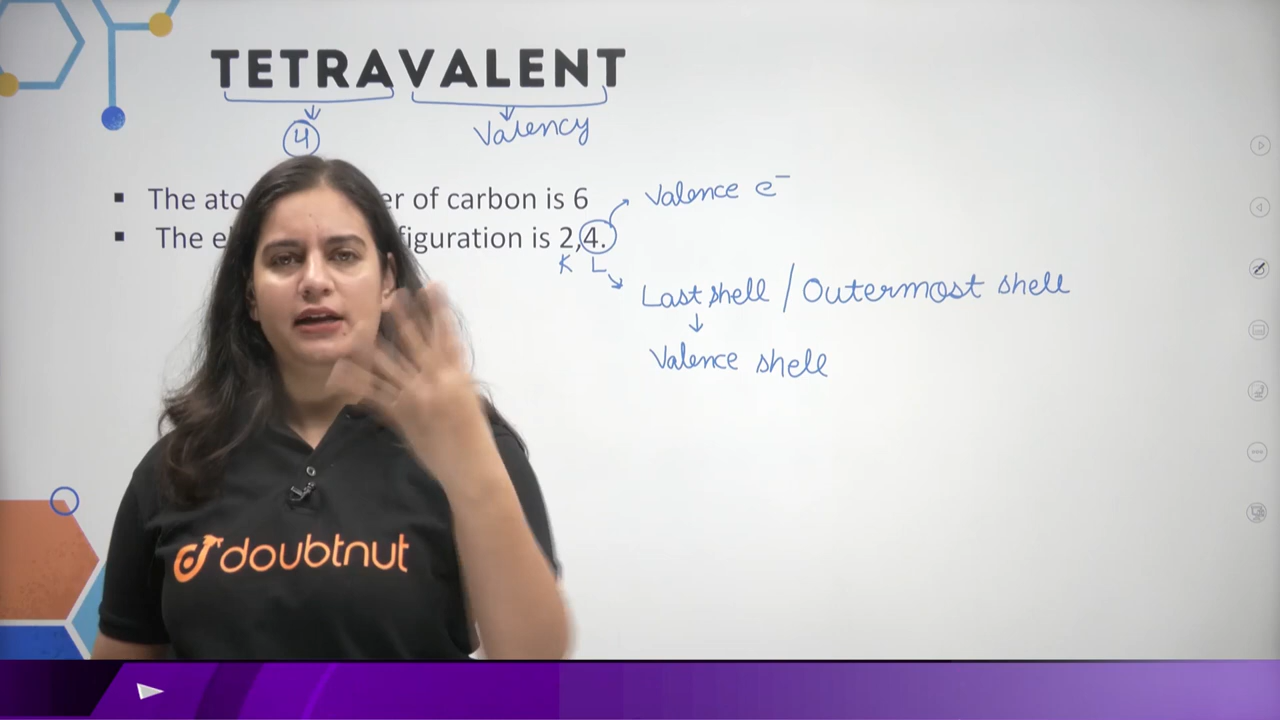 TETRAVALENT
4 Valency
▪ The ato er of carbon is 6 Valence e⁻
▪ The el figuration is 2,4.
K L
Last shell / Outermost shell
Valence shell
doubtnut